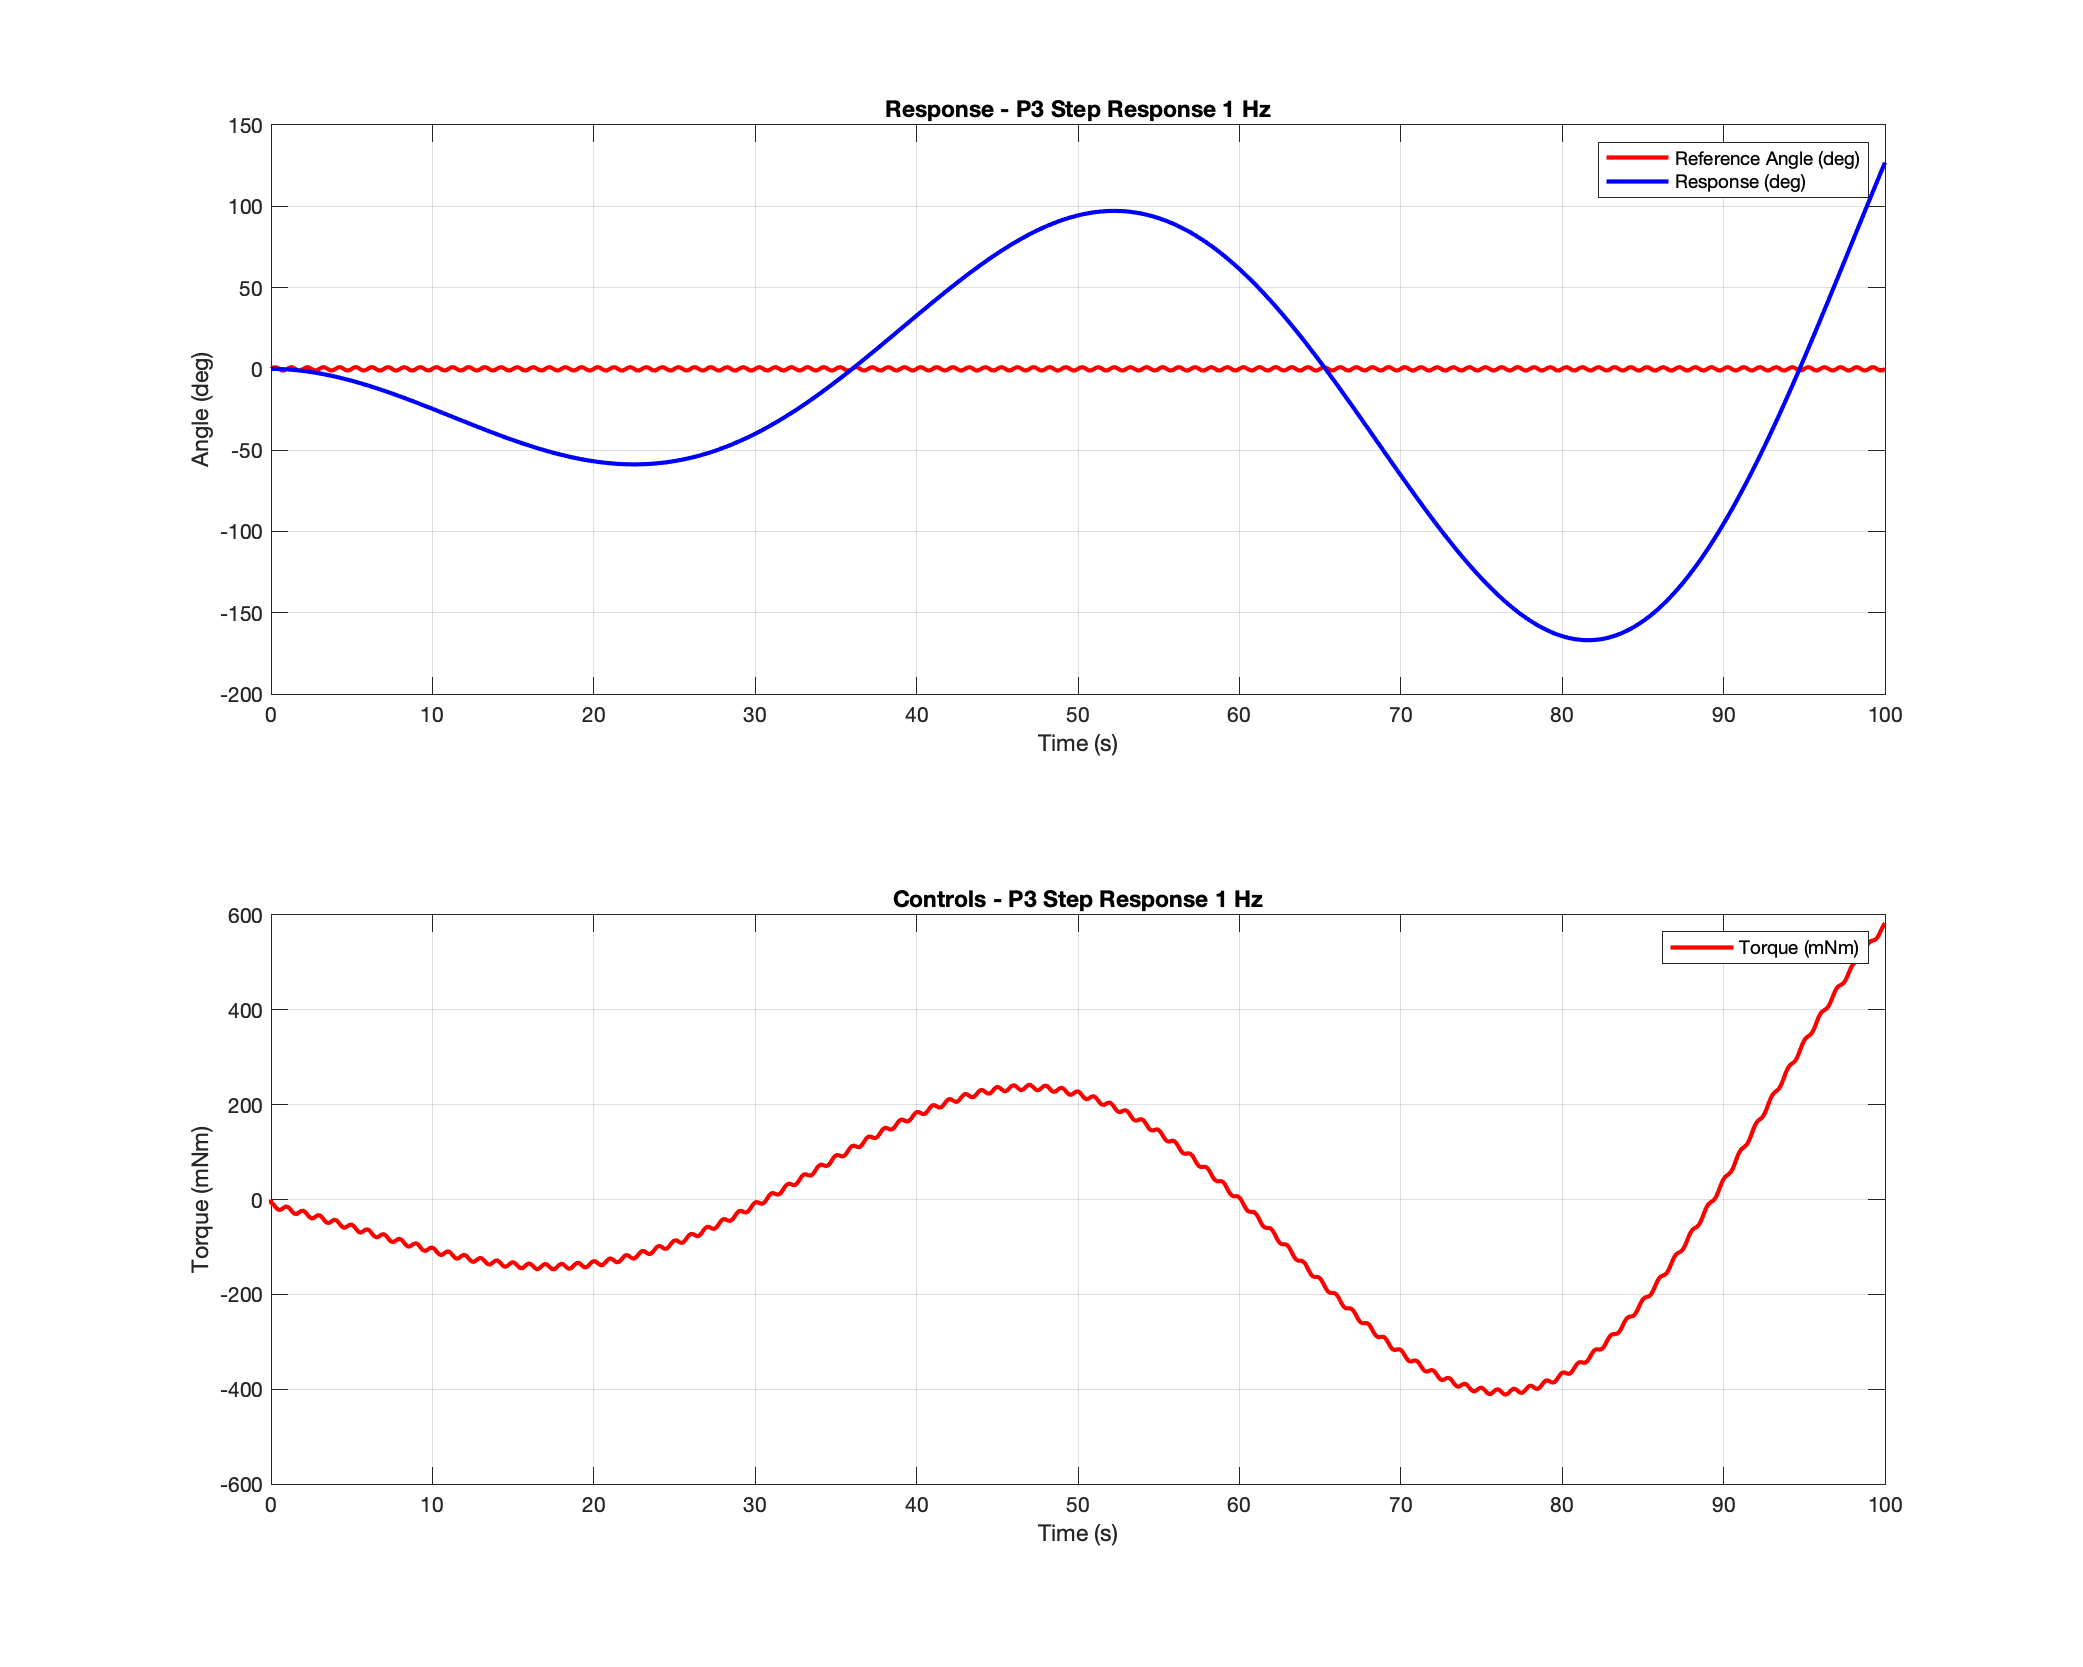 Response - P3 Step Response 1 Hz
150
100
50
0
-50
-100
-150
-200
Angle (deg)
Reference Angle (deg)
Response (deg)
0 10 20 30 40 50 60 70 80 90 100
Time (s)
Controls - P3 Step Response 1 Hz
600
400
200
0
-200
-400
-600
Torque (mNm)
Torque (mNm)
0 10 20 30 40 50 60 70 80 90 100
Time (s)